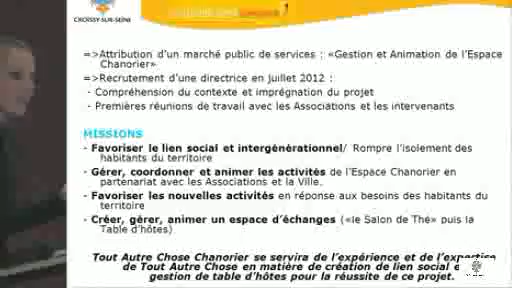 CROISSY-SUR-SEINE
=>Attribution d'un marché public de services : «Gestion et Animation de l'Espace
Chanorier»
=>Recrutement d'une directrice en juillet 2012 :
- Compréhension du contexte et imprégnation du projet
- Premières réunions de travail avec les Associations et les intervenants
MISSIONS
- Favoriser le lien social et intergénérationnel/ Rompre l'isolement des
habitants du territoire
- Gérer, coordonner et animer les activités de l'Espace Chanorier en
partenariat avec les Associations et la Ville.
- Favoriser les nouvelles activités en réponse aux besoins des habitants du
territoire
- Créer, gérer, animer un espace d'échanges («le Salon de Thé» puis la
Table d'hôtes)
Tout Autre Chose Chanorier se servira de l'expérience et de l'expertise
de Tout Autre Chose en matière de création de lien social e
gestion de table d'hôtes pour la réussite de ce projet.